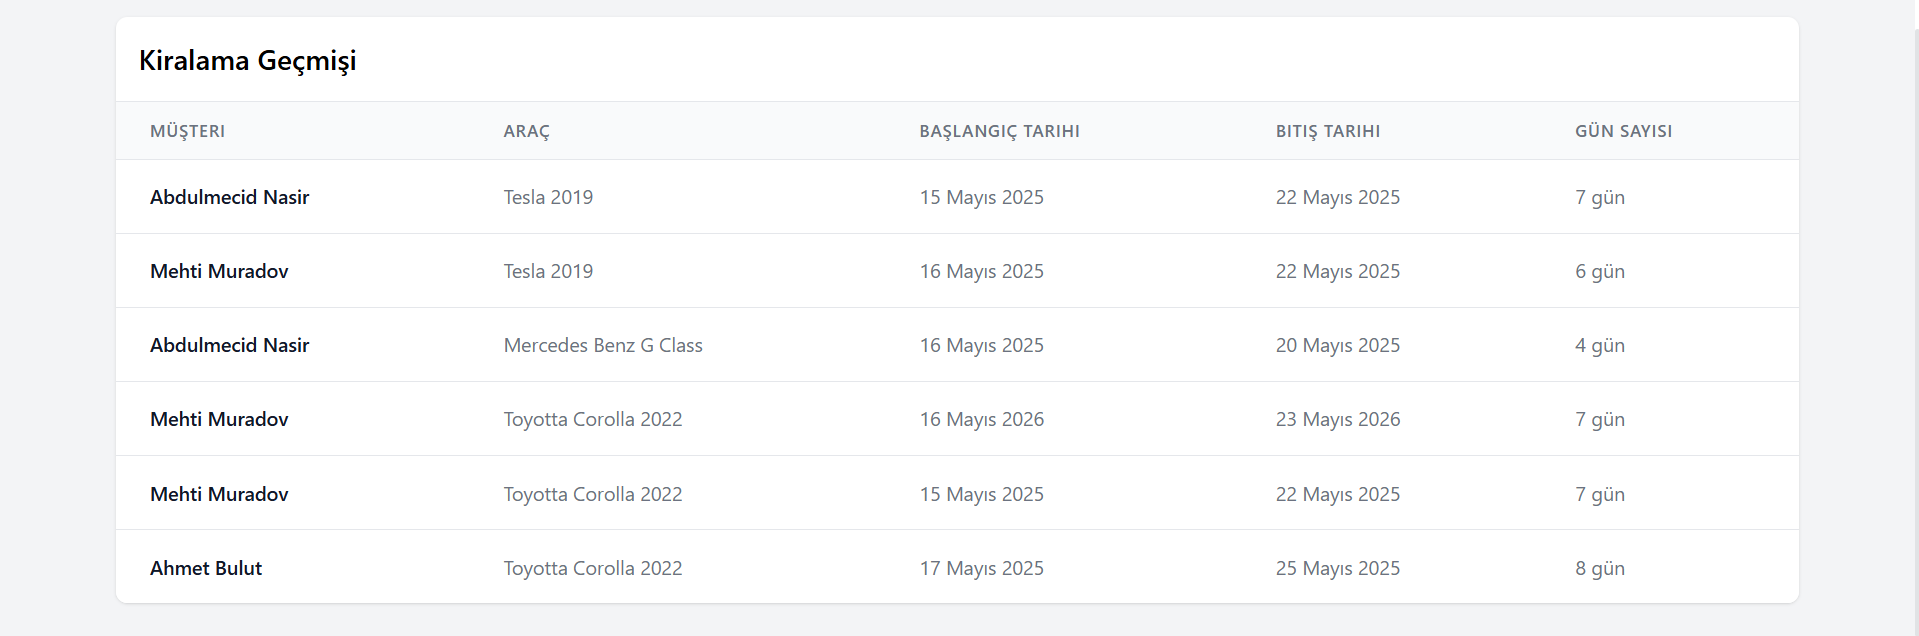 Kiralama Geçmişi
MÜŞTERI ARAÇ BAŞLANGIÇ TARIHI BITIŞ TARIHI GÜN SAYISI
Abdulmecid Nasir Tesla 2019 15 Mayıs 2025 22 Mayıs 2025 7 gün
Mehti Muradov Tesla 2019 16 Mayıs 2025 22 Mayıs 2025 6 gün
Abdulmecid Nasir Mercedes Benz G Class 16 Mayıs 2025 20 Mayıs 2025 4 gün
Mehti Muradov Toyotta Corolla 2022 16 Mayıs 2026 23 Mayıs 2026 7 gün
Mehti Muradov Toyotta Corolla 2022 15 Mayıs 2025 22 Mayıs 2025 7 gün
Ahmet Bulut Toyotta Corolla 2022 17 Mayıs 2025 25 Mayıs 2025 8 gün